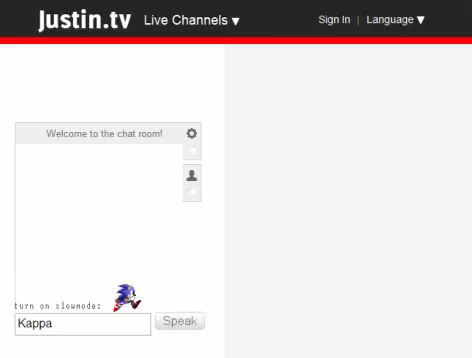 Justin.tv Live Channels ▼ Sign In | Language ▼
Welcome to the chat room!
turn on slowmode:
Kappa Speak